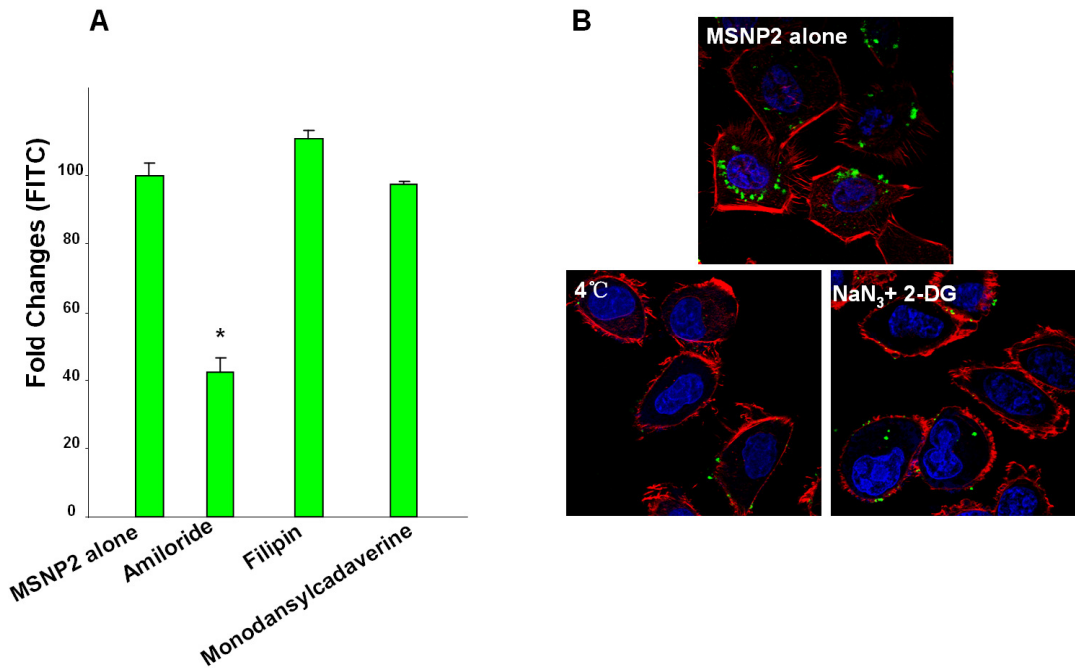 A
Fold Changes (FITC)
100
80
60
40
20
0
*
MSNP2 alone
Amiloride
Filipin
Monodansylcadaverine
B
MSNP2 alone
4℃
NaN₃+ 2-DG